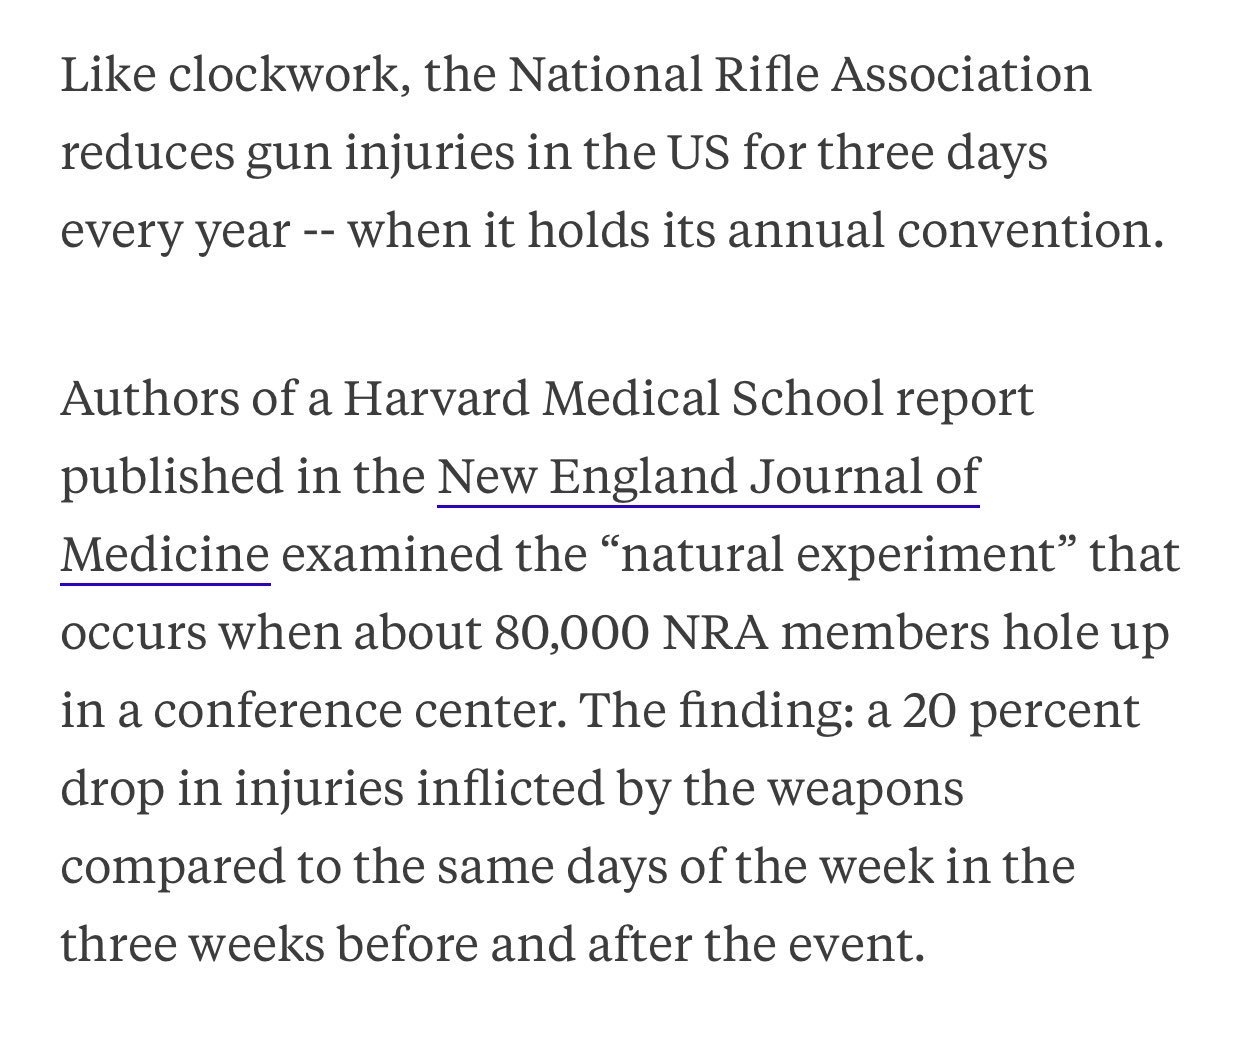 Like clockwork, the National Rifle Association
reduces gun injuries in the US for three days
every year -- when it holds its annual convention.
Authors of a Harvard Medical School report
published in the New England Journal of
Medicine examined the “natural experiment” that
occurs when about 80,000 NRA members hole up
in a conference center. The finding: a 20 percent
drop in injuries inflicted by the weapons
compared to the same days of the week in the
three weeks before and after the event.